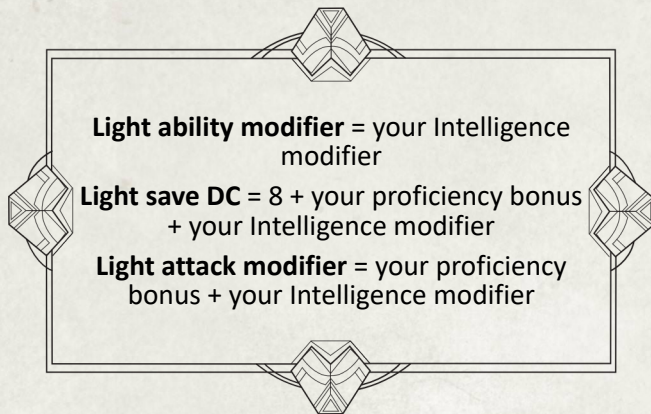 Light ability modifier = your Intelligence
modifier
Light save DC = 8 + your proficiency bonus
+ your Intelligence modifier
Light attack modifier = your proficiency
bonus + your Intelligence modifier